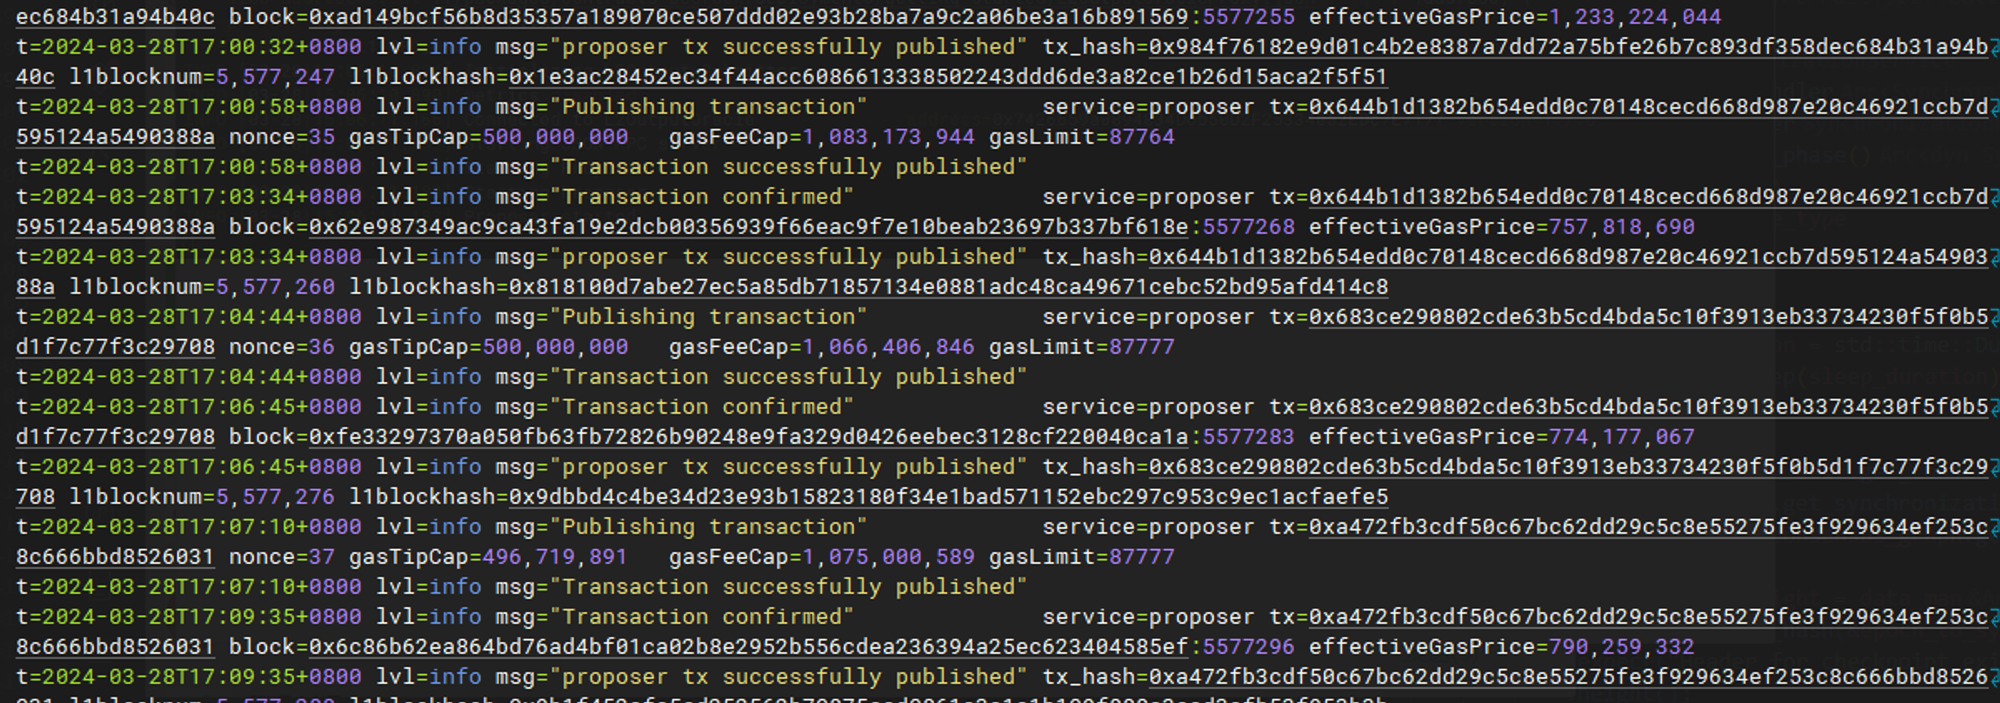 ec684b31a94b40c block=0xad149bcf56b8d35357a189070ce507ddd02e93b28ba7a9c2a06be3a16b891569:5577255 effectiveGasPrice=1,233,224,044
t=2024-03-28T17:00:32+0800 lvl=info msg="proposer tx successfully published" tx_hash=0x984f76182e9d01c4b2e8387a7dd72a75bfe26b7c893df358dec684b31a94b
40c l1blocknum=5,577,247 l1blockhash=0x1e3ac28452ec34f44acc6086613338502243ddd6de3a82ce1b26d15aca2f5f51
t=2024-03-28T17:00:58+0800 lvl=info msg="Publishing transaction" service=proposer tx=0x644b1d1382b654edd0c70148cecd668d987e20c46921ccb7d
595124a5490388a nonce=35 gasTipCap=500,000,000 gasFeeCap=1,083,173,944 gasLimit=87764
t=2024-03-28T17:00:58+0800 lvl=info msg="Transaction successfully published"
t=2024-03-28T17:03:34+0800 lvl=info msg="Transaction confirmed" service=proposer tx=0x644b1d1382b654edd0c70148cecd668d987e20c46921ccb7d
595124a5490388a block=0x62e987349ac9ca43fa19e2dcb00356939f66eac9f7e10beab23697b337bf618e:5577268 effectiveGasPrice=757,818,690
t=2024-03-28T17:03:34+0800 lvl=info msg="proposer tx successfully published" tx_hash=0x644b1d1382b654edd0c70148cecd668d987e20c46921ccb7d595124a54903
88a l1blocknum=5,577,260 l1blockhash=0x818100d7abe27ec5a85db71857134e0881adc48ca49671cebc52bd95afd414c8
t=2024-03-28T17:04:44+0800 lvl=info msg="Publishing transaction" service=proposer tx=0x683ce290802cde63b5cd4bda5c10f3913eb33734230f5f0b5
d1f7c77f3c29708 nonce=36 gasTipCap=500,000,000 gasFeeCap=1,066,406,846 gasLimit=87777
t=2024-03-28T17:04:44+0800 lvl=info msg="Transaction successfully published"
t=2024-03-28T17:06:45+0800 lvl=info msg="Transaction confirmed" service=proposer tx=0x683ce290802cde63b5cd4bda5c10f3913eb33734230f5f0b5
d1f7c77f3c29708 block=0xfe33297370a050fb63fb72826b90248e9fa329d0426eebec3128cf220040ca1a:5577283 effectiveGasPrice=774,177,067
t=2024-03-28T17:06:45+0800 lvl=info msg="proposer tx successfully published" tx_hash=0x683ce290802cde63b5cd4bda5c10f3913eb33734230f5f0b5d1f7c77f3c29
708 l1blocknum=5,577,276 l1blockhash=0x9dbbd4c4be34d23e93b15823180f34e1bad571152ebc297c953c9ec1acfaefe5
t=2024-03-28T17:07:10+0800 lvl=info msg="Publishing transaction" service=proposer tx=0xa472fb3cdf50c67bc62dd29c5c8e55275fe3f929634ef253c
8c666bbd8526031 nonce=37 gasTipCap=496,719,891 gasFeeCap=1,075,000,589 gasLimit=87777
t=2024-03-28T17:07:10+0800 lvl=info msg="Transaction successfully published"
t=2024-03-28T17:09:35+0800 lvl=info msg="Transaction confirmed" service=proposer tx=0xa472fb3cdf50c67bc62dd29c5c8e55275fe3f929634ef253c
8c666bbd8526031 block=0x6c86b62ea864bd76ad4bf01ca02b8e2952b556cdea236394a25ec623404585ef:5577296 effectiveGasPrice=790,259,332
t=2024-03-28T17:09:35+0800 lvl=info msg="proposer tx successfully published" tx_hash=0xa472fb3cdf50c67bc62dd29c5c8e55275fe3f929634ef253c8c666bbd8526